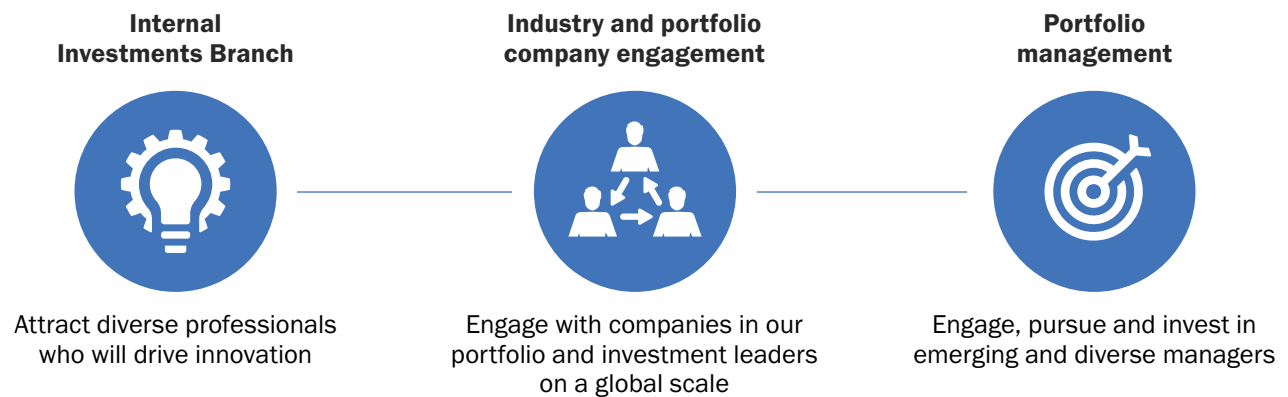 Internal
Investments Branch
Attract diverse professionals
who will drive innovation
Industry and portfolio
company engagement
Engage with companies in our
portfolio and investment leaders
on a global scale
Portfolio
management
Engage, pursue and invest in
emerging and diverse managers